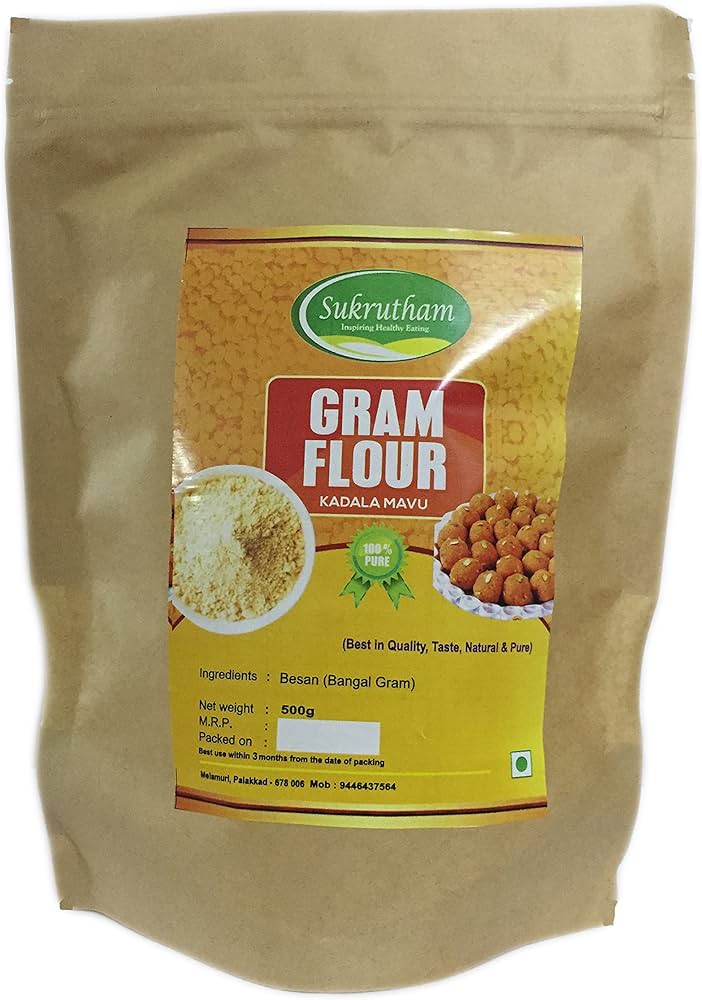 Sukrutham
Inspiring Healthy Eating
GRAM
FLOUR
KADALA MAVU
100%
PURE
(Best in Quality, Taste, Natural & Pure)
Ingredients : Besan (Bangal Gram)
Net weight : 500g
M.R.P. :
Packed on :
Best use within 3 months from the date of packing
Melamuri, Palakkad - 678 006 Mob : 9446437564